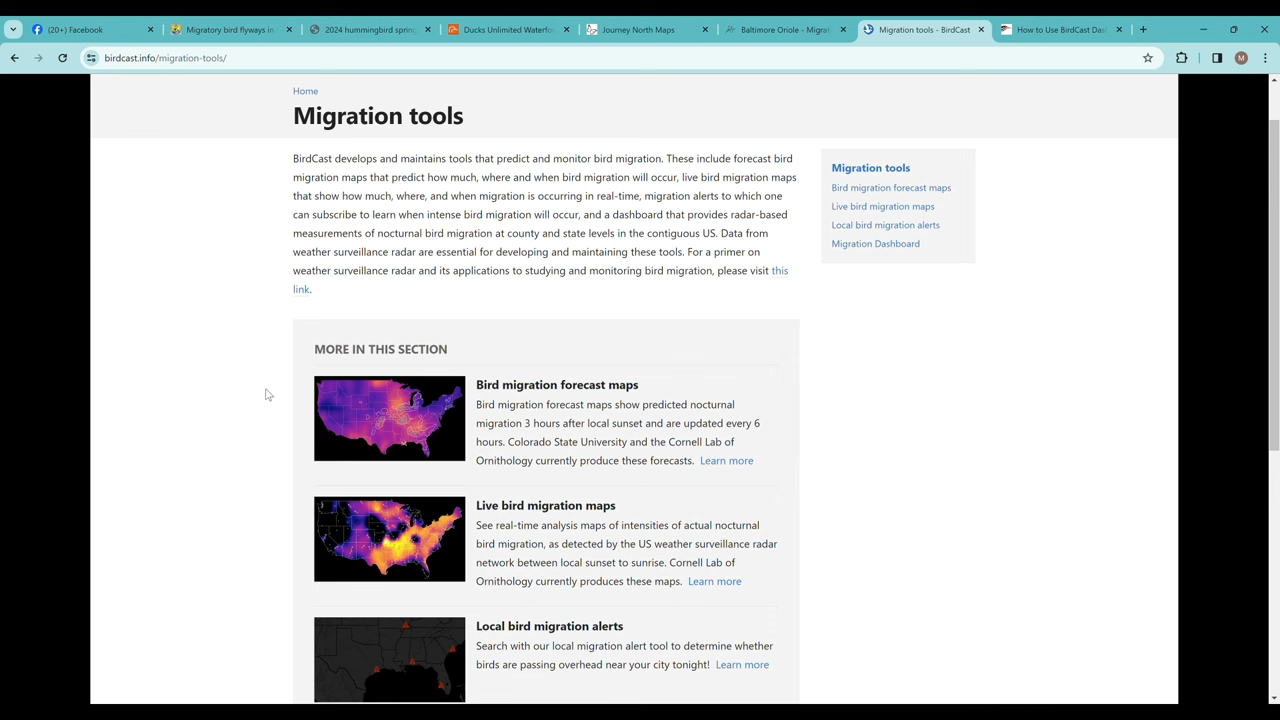 (20+) Facebook
Migratory bird flyways in
2024 hummingbird spring
Ducks Unlimited Waterfo
Journey North Maps
Baltimore Oriole - Migrat
Migration tools - BirdCast
How to Use BirdCast Das
birdcast.info/migration-tools/
M
Home
Migration tools
BirdCast develops and maintains tools that predict and monitor bird migration. These include forecast bird
migration maps that predict how much, where and when bird migration will occur, live bird migration maps
that show how much, where, and when migration is occurring in real-time, migration alerts to which one
can subscribe to learn when intense bird migration will occur, and a dashboard that provides radar-based
measurements of nocturnal bird migration at county and state levels in the contiguous US. Data from
weather surveillance radar are essential for developing and maintaining these tools. For a primer on
weather surveillance radar and its applications to studying and monitoring bird migration, please visit this
link.
Migration tools
Bird migration forecast maps
Live bird migration maps
Local bird migration alerts
Migration Dashboard
MORE IN THIS SECTION
Bird migration forecast maps
Bird migration forecast maps show predicted nocturnal
migration 3 hours after local sunset and are updated every 6
hours. Colorado State University and the Cornell Lab of
Ornithology currently produce these forecasts. Learn more
Live bird migration maps
See real-time analysis maps of intensities of actual nocturnal
bird migration, as detected by the US weather surveillance radar
network between local sunset to sunrise. Cornell Lab of
Ornithology currently produces these maps. Learn more
Local bird migration alerts
Search with our local migration alert tool to determine whether
birds are passing overhead near your city tonight! Learn more